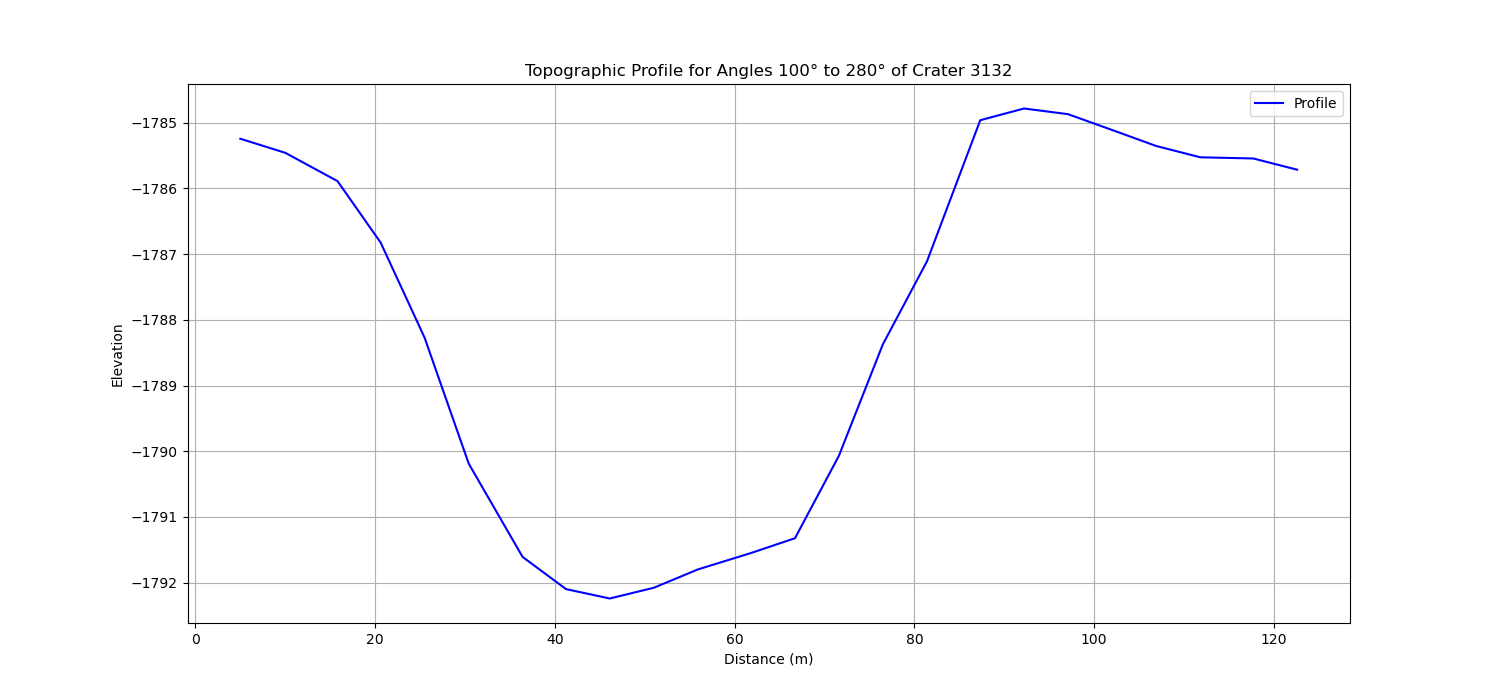 Topographic Profile for Angles 100° to 280° of Crater 3132
Profile
−1785
−1786
−1787
−1788
−1789
−1790
−1791
−1792
Elevation
0 20 40 60 80 100 120
Distance (m)